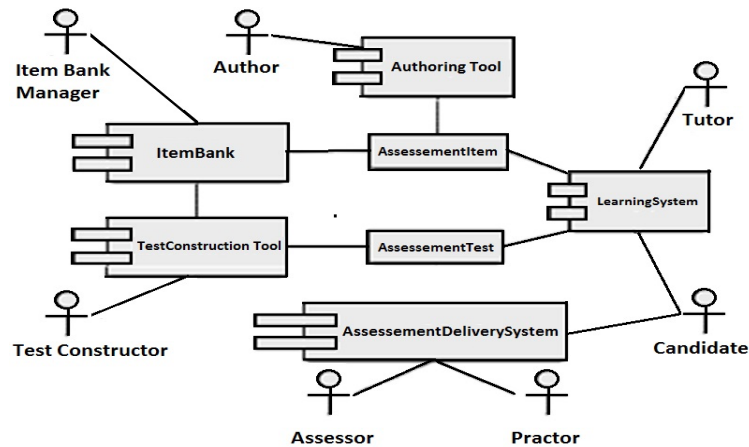 Item Bank
Manager
Author
Authoring Tool
Tutor
ItemBank
AssessementItem
LearningSystem
TestConstruction Tool
AssessementTest
Test Constructor
AssessementDeliverySystem
Candidate
Assessor
Practor